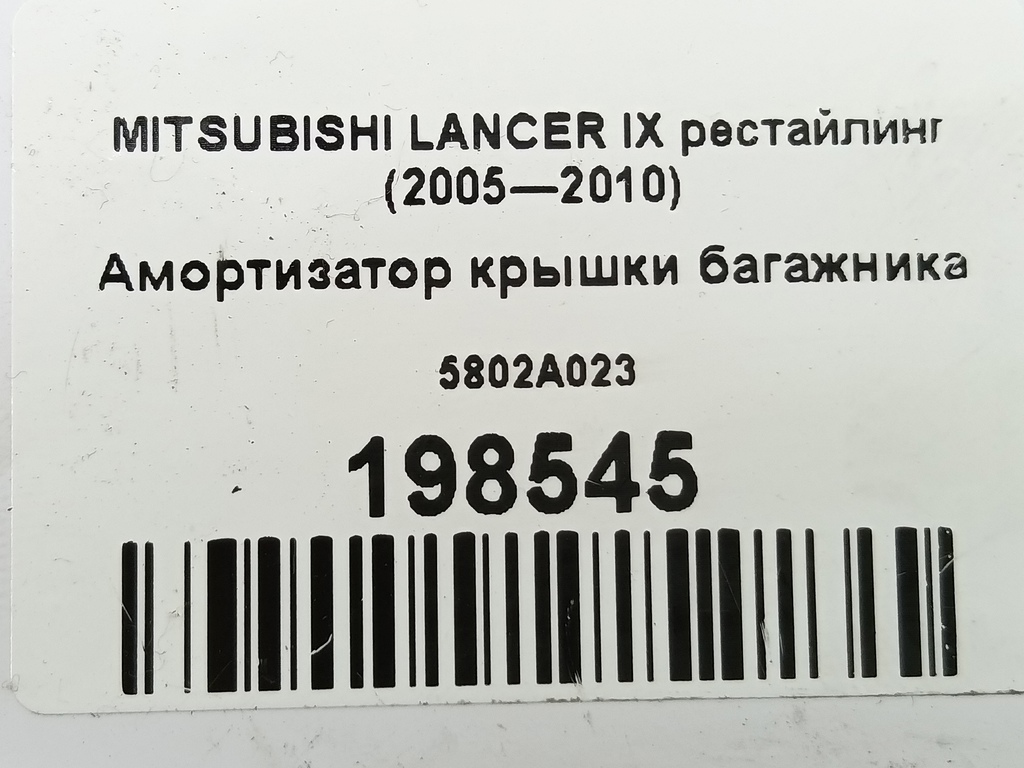 MITSUBISHI LANCER IX рестайлинг
(2005—2010)
Амортизатор крышки багажника
5802A023
198545